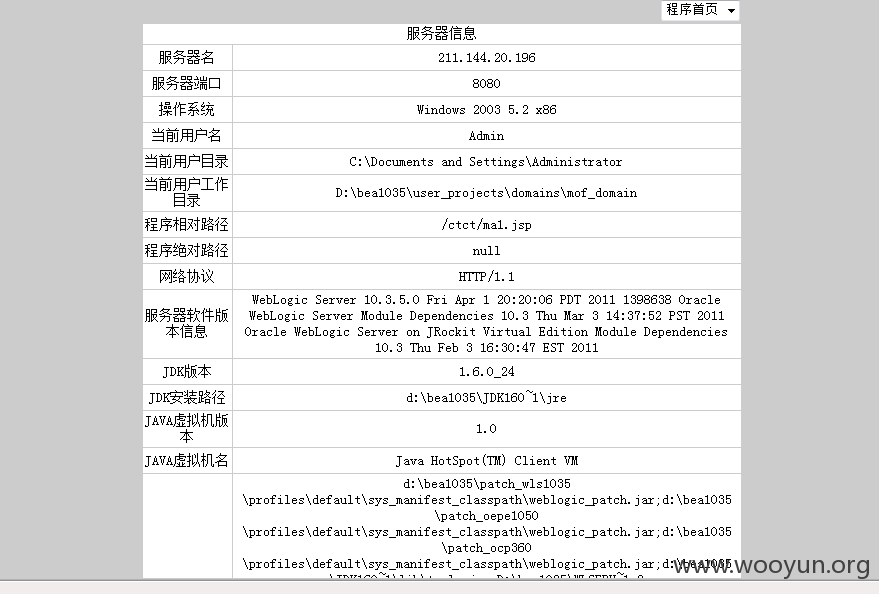 程序首页
服务器信息
服务器名
211.144.20.196
服务器端口
8080
操作系统
Windows 2003 5.2 x86
当前用户名
Admin
当前用户目录
C:\Documents and Settings\Administrator
当前用户工作
目录
D:\bea1035\user_projects\domains\mof_domain
程序相对路径
/ctct/ma1.jsp
程序绝对路径
null
网络协议
HTTP/1.1
服务器软件版
本信息
WebLogic Server 10.3.5.0 Fri Apr 1 20:20:06 PDT 2011 1398638 Oracle
WebLogic Server Module Dependencies 10.3 Thu Mar 3 14:37:52 PST 2011
Oracle WebLogic Server on JRockit Virtual Edition Module Dependencies
10.3 Thu Feb 3 16:30:47 EST 2011
JDK版本
1.6.0_24
JDK安装路径
d:\bea1035\JDK160~1\jre
JAVA虚拟机版
本
1.0
JAVA虚拟机名
Java HotSpot(TM) Client VM
d:\bea1035\patch_wls1035
\profiles\default\sys_manifest_classpath\weblogic_patch.jar;d:\bea1035
\patch_oepe1050
\profiles\default\sys_manifest_classpath\weblogic_patch.jar;d:\bea1035
\patch_ocp360
\profiles\default\sys_manifest_classpath\weblogic_patch.jar;d:\bea1035
www.wooyun.org